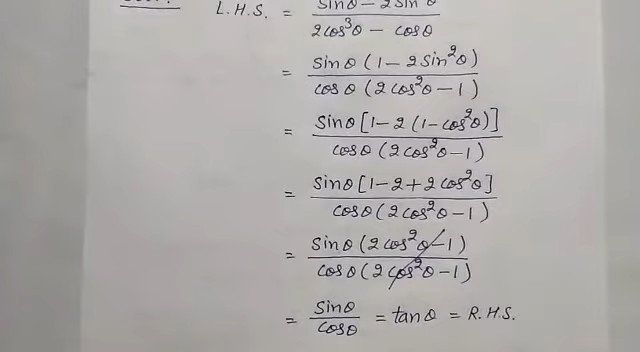 L.H.S. = sinθ - 2sin³θ / 2cos³θ - cosθ
= sinθ (1 - 2sin²θ) / cosθ (2cos²θ - 1)
= sinθ [1 - 2 (1 - cos²θ)] / cosθ (2cos²θ - 1)
= sinθ [1 - 2 + 2cos²θ] / cosθ (2cos²θ - 1)
= sinθ (2cos²θ - 1) / cosθ (2cos²θ - 1)
= sinθ / cosθ = tanθ = R.H.S.